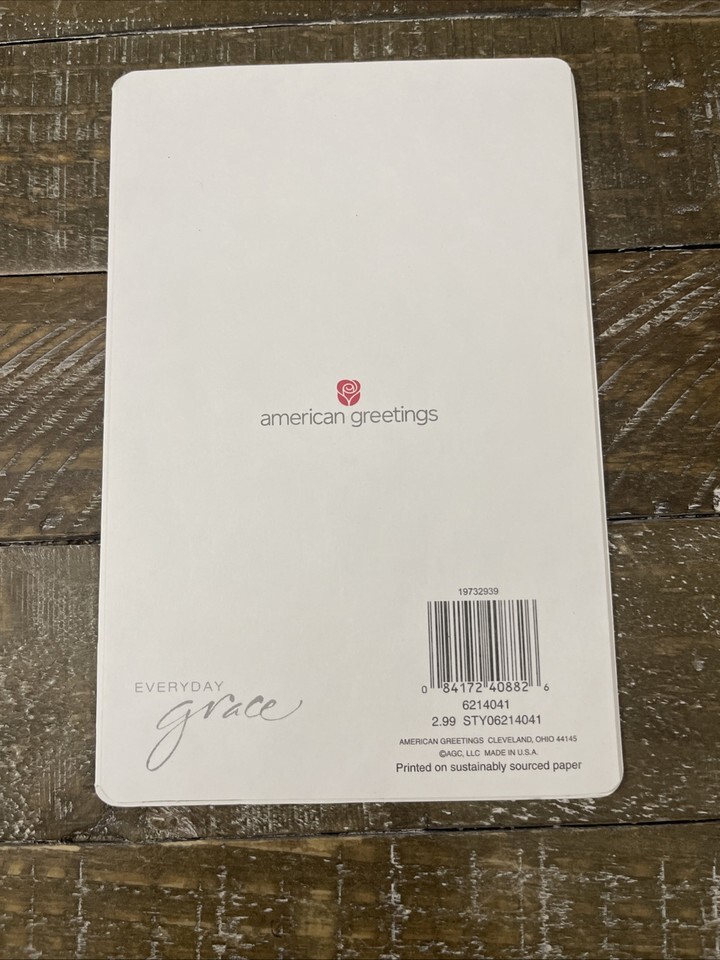 american greetings
19732939
0 84172 40882 6
6214041
2.99 STY06214041
EVERYDAY
grace
AMERICAN GREETINGS CLEVELAND, OHIO 44145
©AGC, LLC MADE IN U.S.A.
Printed on sustainably sourced paper